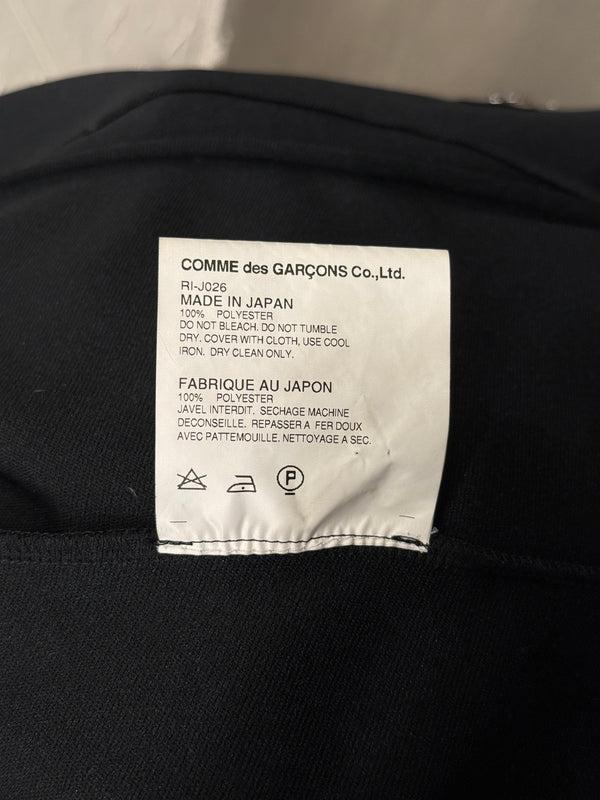 COMME des GARÇONS Co.,Ltd.
RI-J026
MADE IN JAPAN
100% POLYESTER
DO NOT BLEACH. DO NOT TUMBLE
DRY. COVER WITH CLOTH, USE COOL
IRON. DRY CLEAN ONLY.
FABRIQUE AU JAPON
100% POLYESTER
JAVEL INTERDIT. SECHAGE MACHINE
DECONSEILLE. REPASSER A FER DOUX
AVEC PATTEMOUILLE. NETTOYAGE A SEC.
P